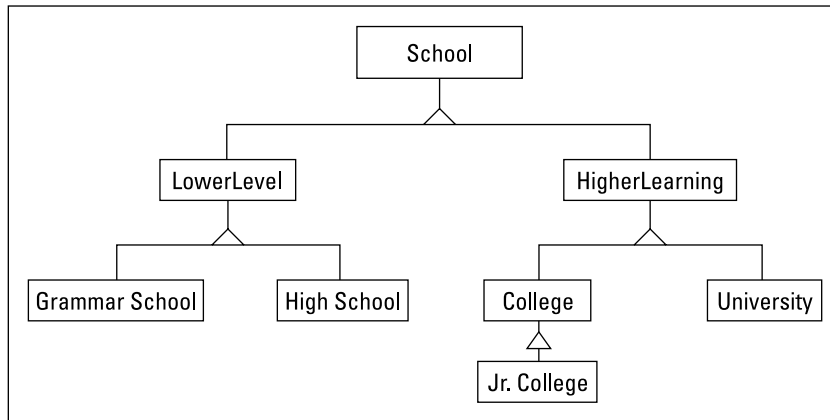 School
LowerLevel
HigherLearning
Grammar School
High School
College
University
Jr. College